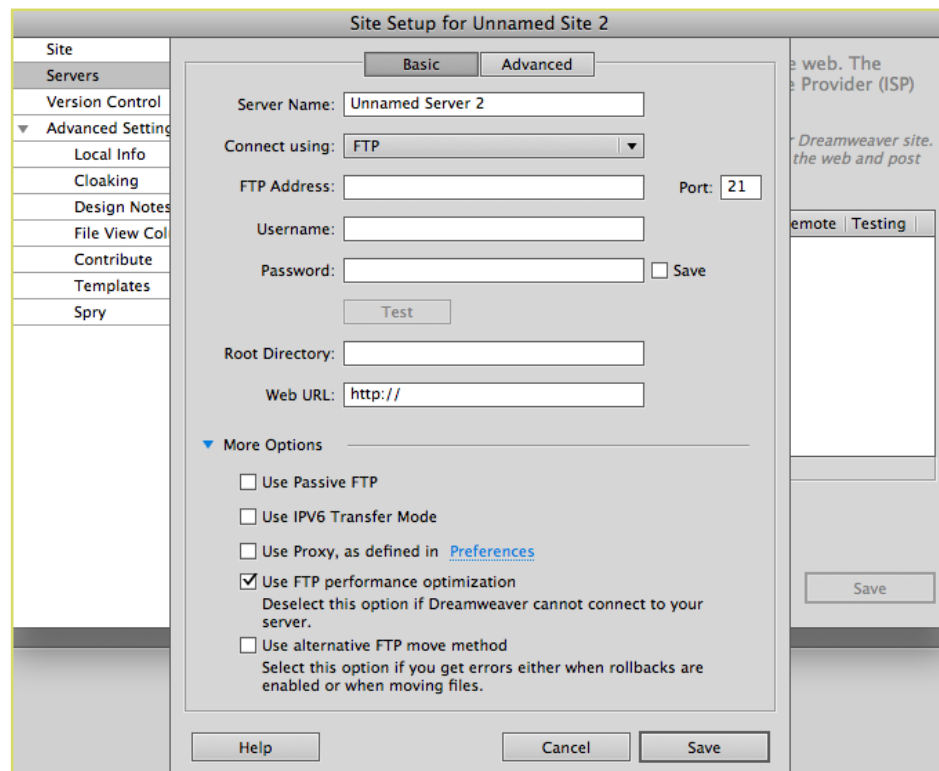 Site Setup for Unnamed Site 2
Site
Servers
Version Control
Advanced Setting
Local Info
Cloaking
Design Notes
File View Col
Contribute
Templates
Spry
Basic
Advanced
Server Name: Unnamed Server 2
Connect using: FTP
FTP Address:
Port: 21
Username:
Password:
Save
Test
Root Directory:
Web URL: http://
More Options
Use Passive FTP
Use IPV6 Transfer Mode
Use Proxy, as defined in Preferences
Use FTP performance optimization
Deselect this option if Dreamweaver cannot connect to your
server.
Use alternative FTP move method
Select this option if you get errors either when rollbacks are
enabled or when moving files.
Help
Cancel
Save
e web. The
e Provider (ISP)
r Dreamweaver site.
the web and post
emote
Testing
Save